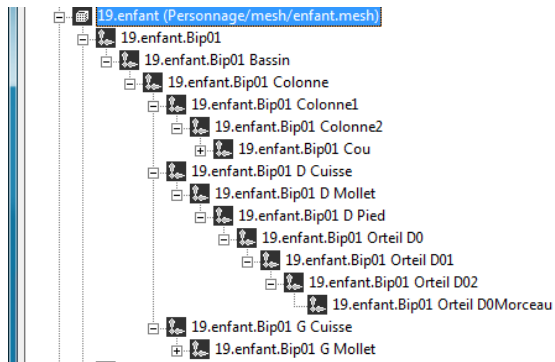 19.enfant (Personnage/mesh/enfant.mesh)
19.enfant.Bip01
19.enfant.Bip01 Bassin
19.enfant.Bip01 Colonne
19.enfant.Bip01 Colonne1
19.enfant.Bip01 Colonne2
19.enfant.Bip01 Cou
19.enfant.Bip01 D Cuisse
19.enfant.Bip01 D Mollet
19.enfant.Bip01 D Pied
19.enfant.Bip01 Orteil D0
19.enfant.Bip01 Orteil D01
19.enfant.Bip01 Orteil D02
19.enfant.Bip01 Orteil D0Morceau
19.enfant.Bip01 G Cuisse
19.enfant.Bip01 G Mollet